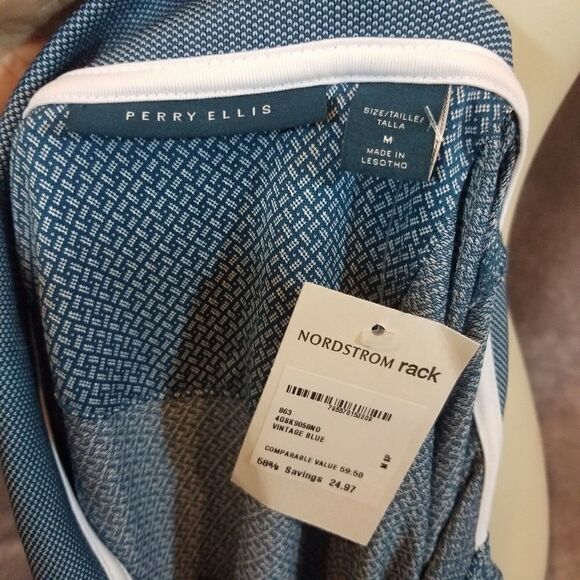 PERRY ELLIS
SIZE/TAILLE/
TALLA
M
MADE IN
LESOTHO
NORDSTROM rack
863
4GSK9058NO
VINTAGE BLUE
COMPARABLE VALUE 59.50
58% Savings 24.97
M